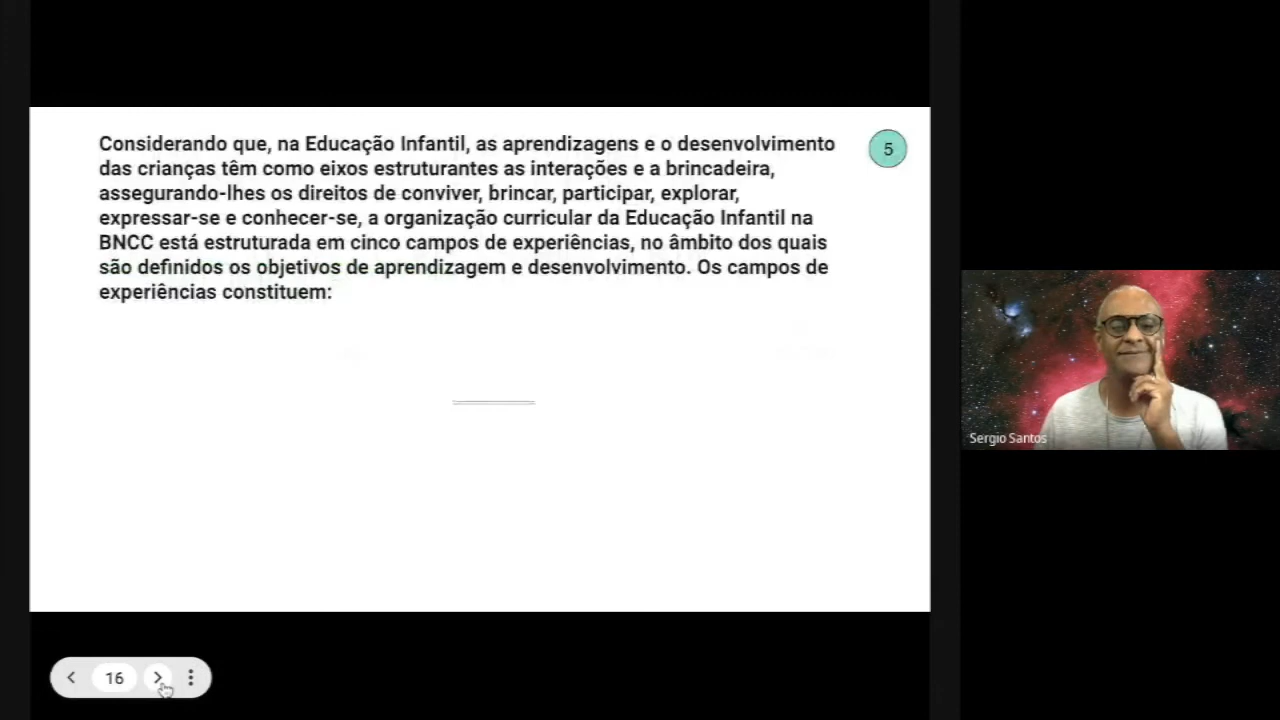 Considerando que, na Educação Infantil, as aprendizagens e o desenvolvimento
das crianças têm como eixos estruturantes as interações e a brincadeira,
assegurando-lhes os direitos de conviver, brincar, participar, explorar,
expressar-se e conhecer-se, a organização curricular da Educação Infantil na
BNCC está estruturada em cinco campos de experiências, no âmbito dos quais
são definidos os objetivos de aprendizagem e desenvolvimento. Os campos de
experiências constituem:
5
Sergio Santos
16